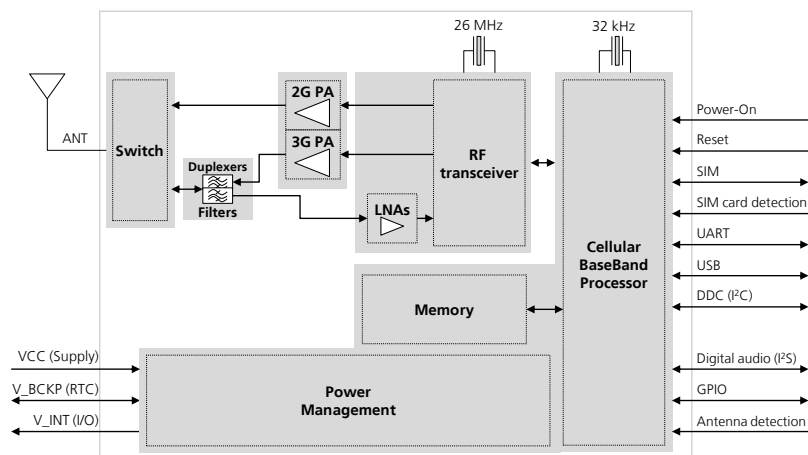 26 MHz
32 kHz
ANT
Switch
2G PA
3G PA
Duplexers
Filters
LNAs
RF
transceiver
Cellular
BaseBand
Processor
Memory
Power
Management
Power-On
Reset
SIM
SIM card detection
UART
USB
DDC (I²C)
Digital audio (I²S)
GPIO
Antenna detection
VCC (Supply)
V_BCKP (RTC)
V_INT (I/O)